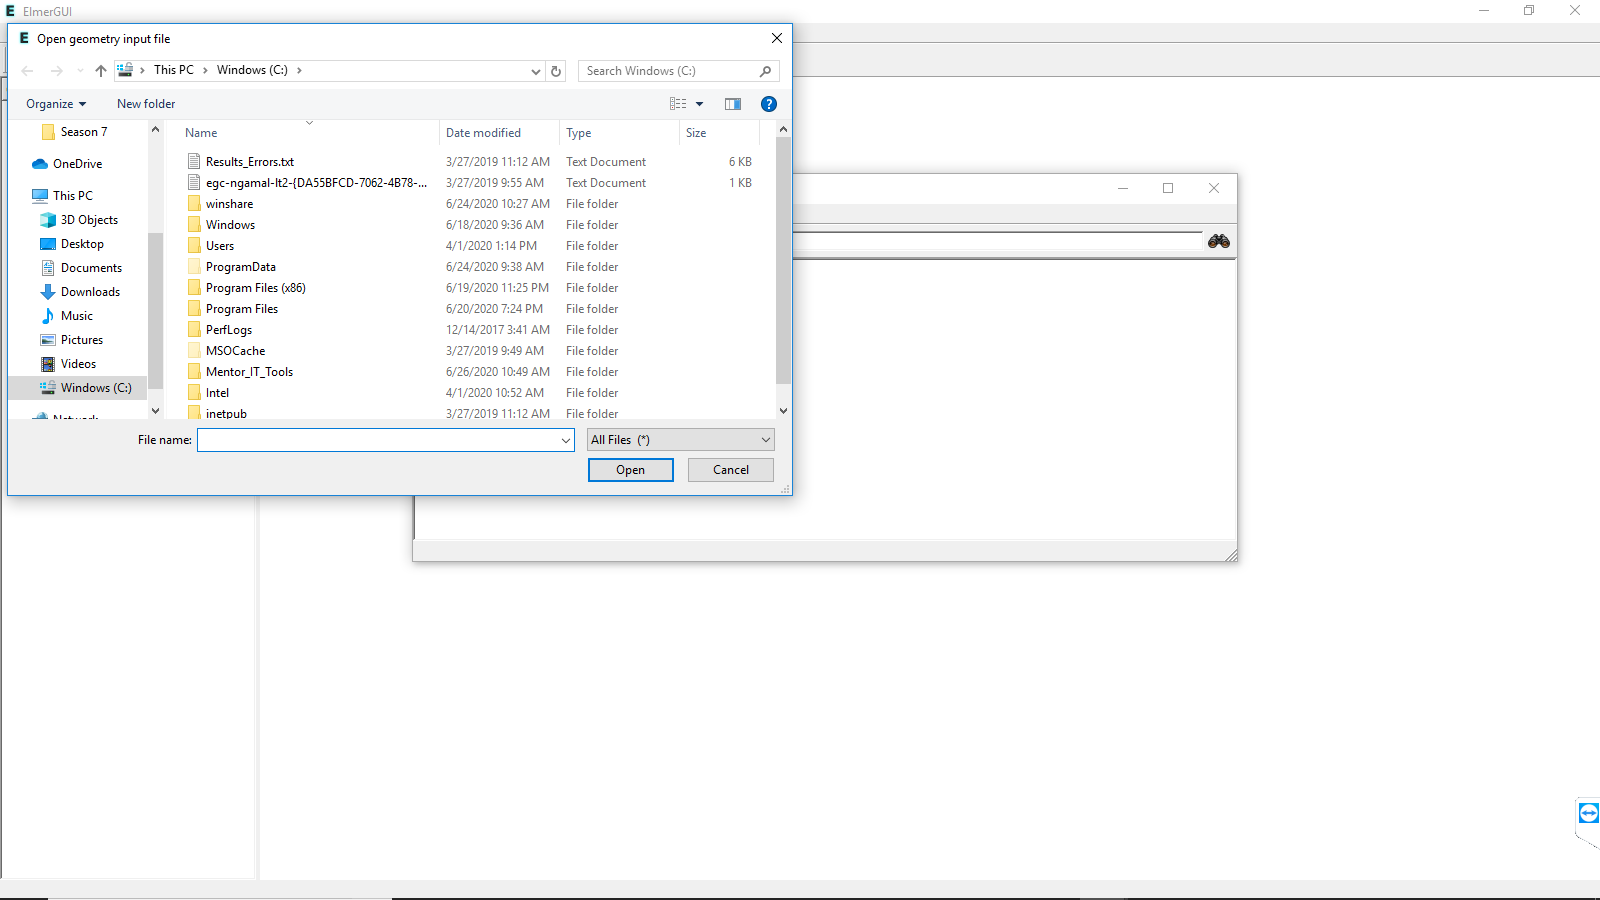 ElmerGUI
Open geometry input file
This PC > Windows (C:) >
Search Windows (C:)
Organize
New folder
Season 7
OneDrive
This PC
3D Objects
Desktop
Documents
Downloads
Music
Pictures
Videos
Windows (C:)
Network
Name Date modified Type Size
Results_Errors.txt 3/27/2019 11:12 AM Text Document 6 KB
egc-ngamal-lt2-{DA55BFCD-7062-4B78-... 3/27/2019 9:55 AM Text Document 1 KB
winshare 6/24/2020 10:27 AM File folder
Windows 6/18/2020 9:36 AM File folder
Users 4/1/2020 1:14 PM File folder
ProgramData 6/24/2020 9:38 AM File folder
Program Files (x86) 6/19/2020 11:25 PM File folder
Program Files 6/20/2020 7:24 PM File folder
PerfLogs 12/14/2017 3:41 AM File folder
MSOCache 3/27/2019 9:49 AM File folder
Mentor_IT_Tools 6/26/2020 10:49 AM File folder
Intel 4/1/2020 10:52 AM File folder
inetpub 3/27/2019 11:12 AM File folder
File name:
All Files (*)
Open
Cancel